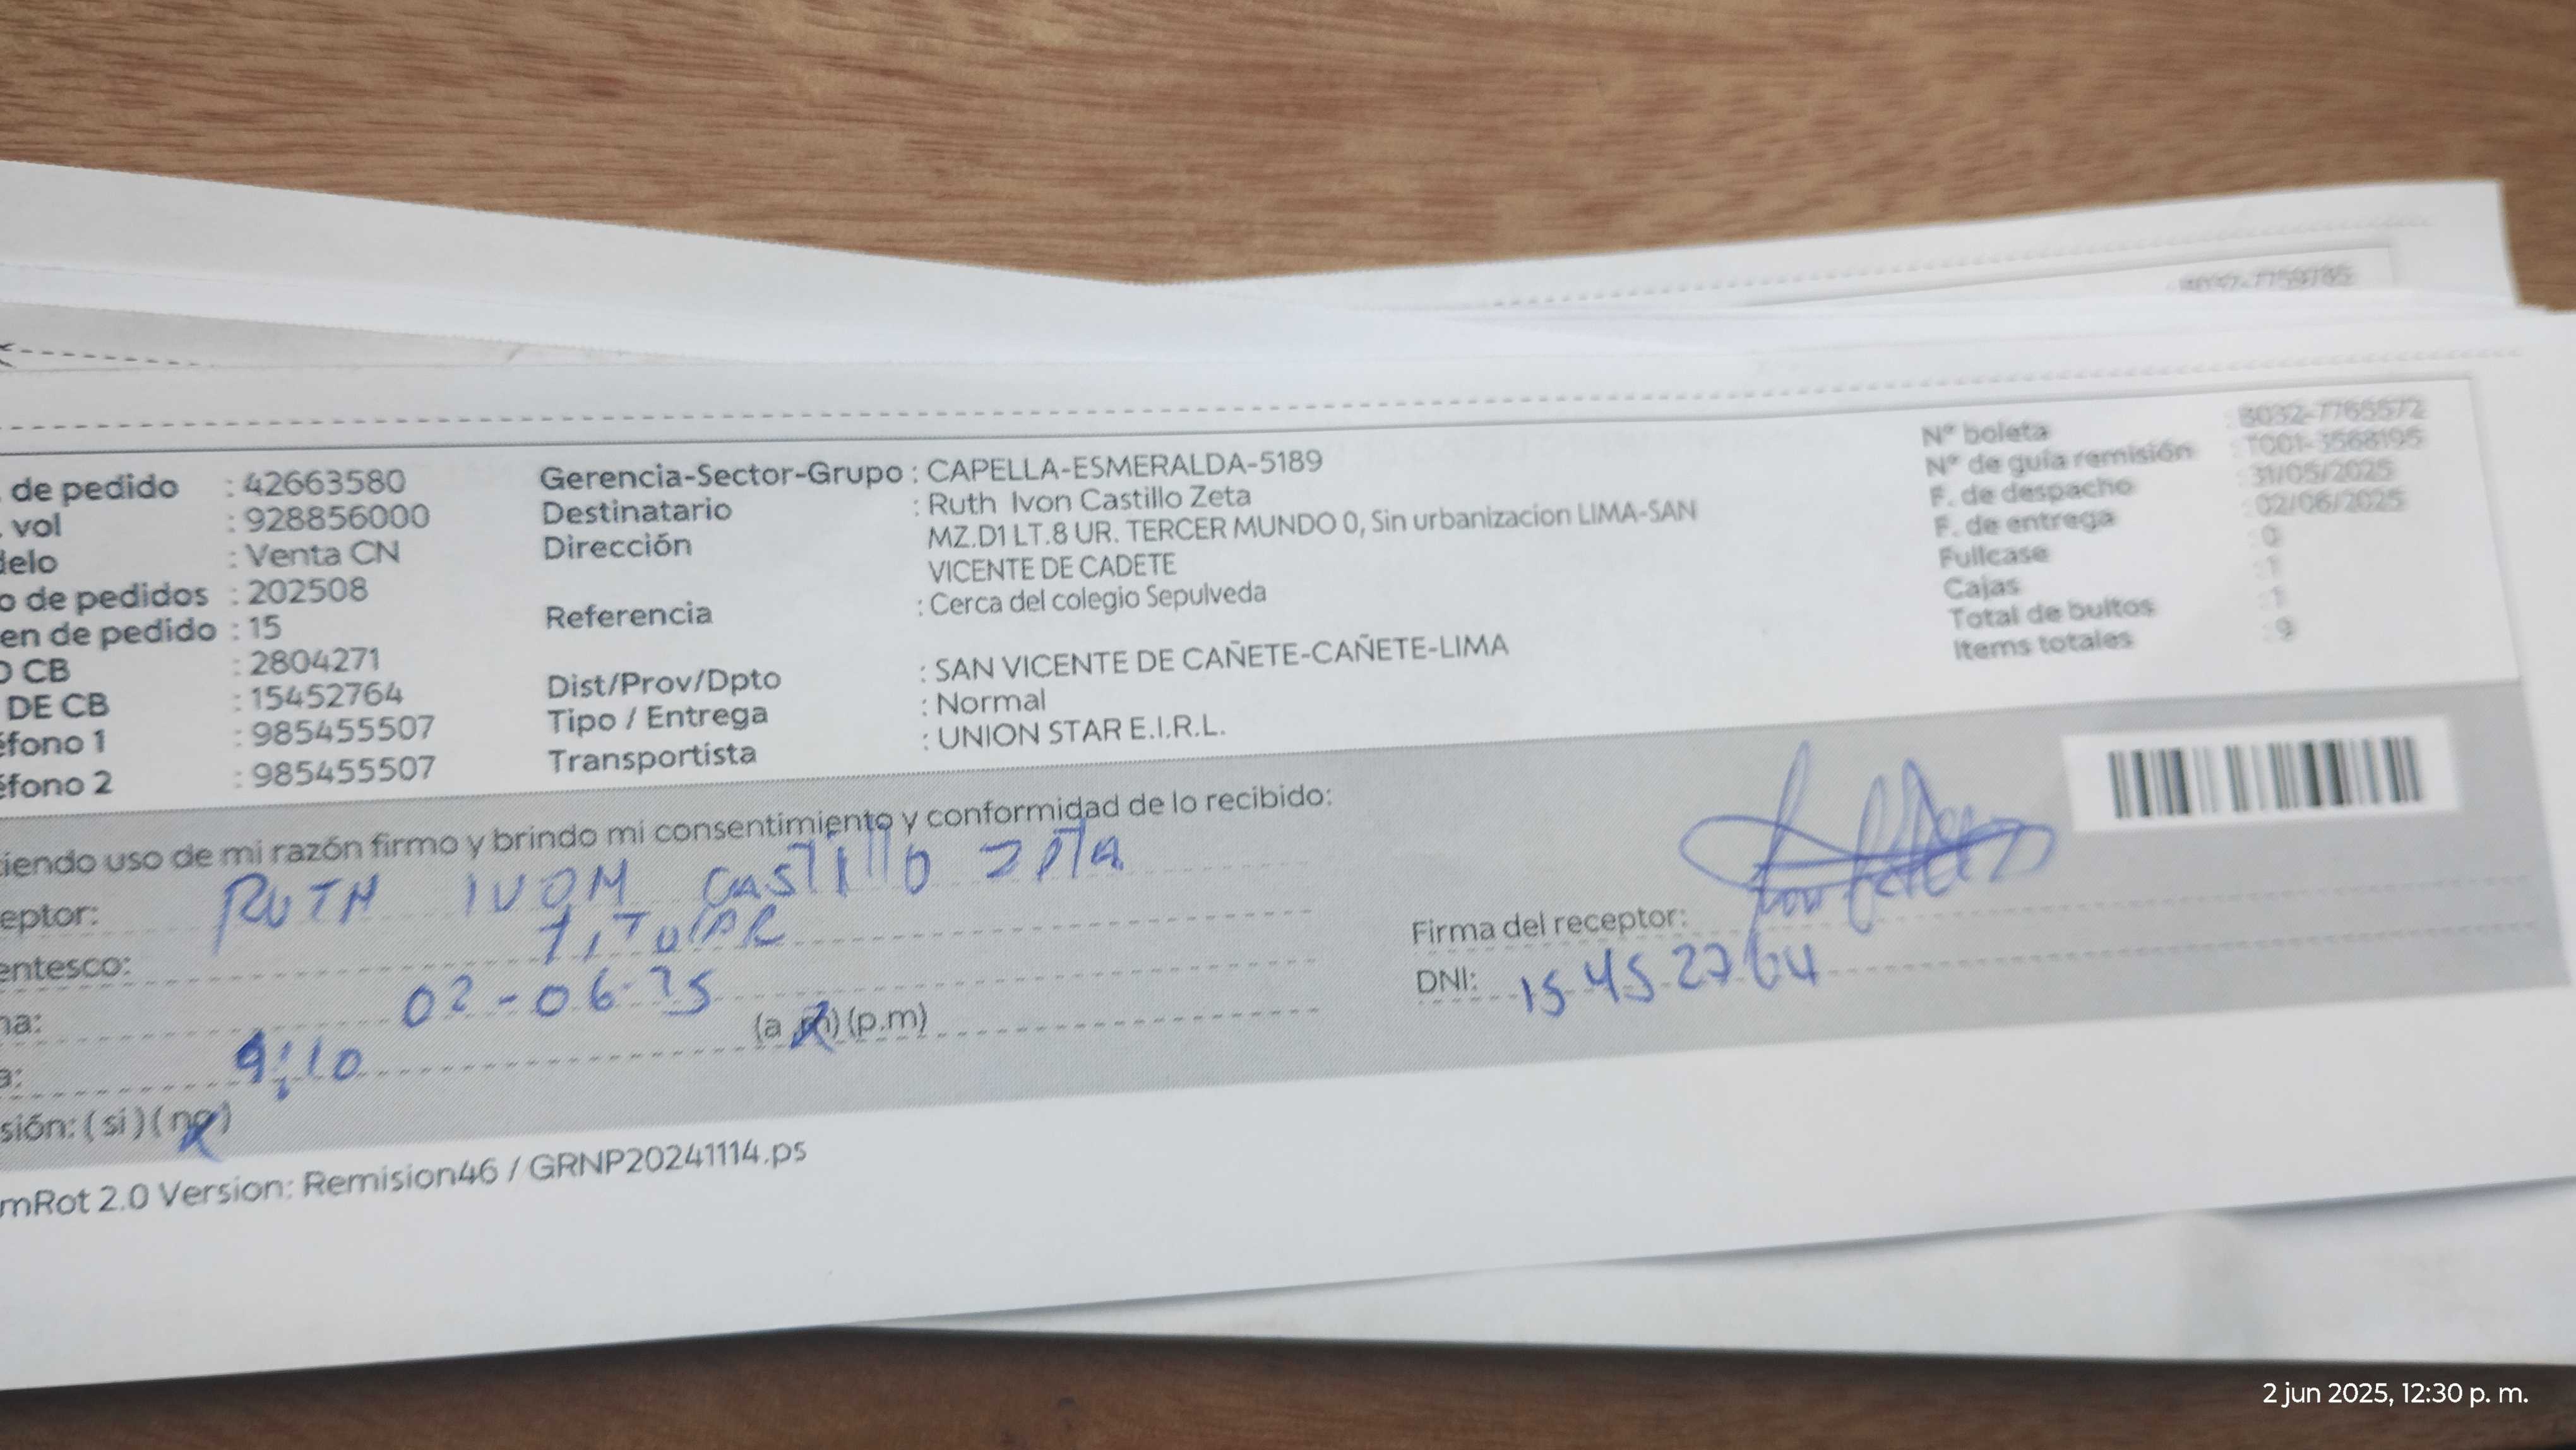 de pedido : 42663580
vol : 928856000
delo : Venta CN
o de pedidos : 202508
en de pedido : 15
O CB : 2804271
DE CB : 15452764
éfono 1 : 985455507
éfono 2 : 985455507
Gerencia-Sector-Grupo : CAPELLA-ESMERALDA-5189
Destinatario : Ruth Ivon Castillo Zeta
Dirección MZ.D1 LT.8 UR. TERCER MUNDO 0, Sin urbanizacion LIMA-SAN
VICENTE DE CADETE
Referencia : Cerca del colegio Sepulveda
Dist/Prov/Dpto : SAN VICENTE DE CAÑETE-CAÑETE-LIMA
Tipo / Entrega : Normal
Transportista : UNION STAR E.I.R.L.
N° boleta : B032-7765572
N° de guía remisión : T001-3568195
F. de despacho : 31/05/2025
F. de entrega : 02/06/2025
Fullcase : 0
Cajas : 1
Total de bultos : 1
Items totales : 9
iendo uso de mi razón firmo y brindo mi consentimiento y conformidad de lo recibido:
eptor: RUTH IVON CASTILLO ZETA
entesco: TITULAR
na: 02-06-25
a: 9:10 (a.m) (p.m)
sión: ( si ) ( no )
Firma del receptor:
DNI: 15452764
mRot 2.0 Version: Remision46 / GRNP20241114.ps
2 jun 2025, 12:30 p. m.